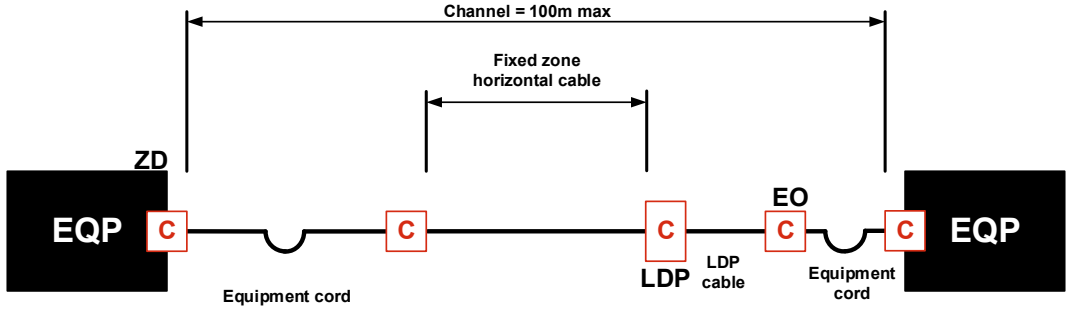 Channel = 100m max
Fixed zone
horizontal cable
ZD
EQP
C
C
C
LDP
LDP
cable
EO
C
C
EQP
Equipment cord
Equipment
cord